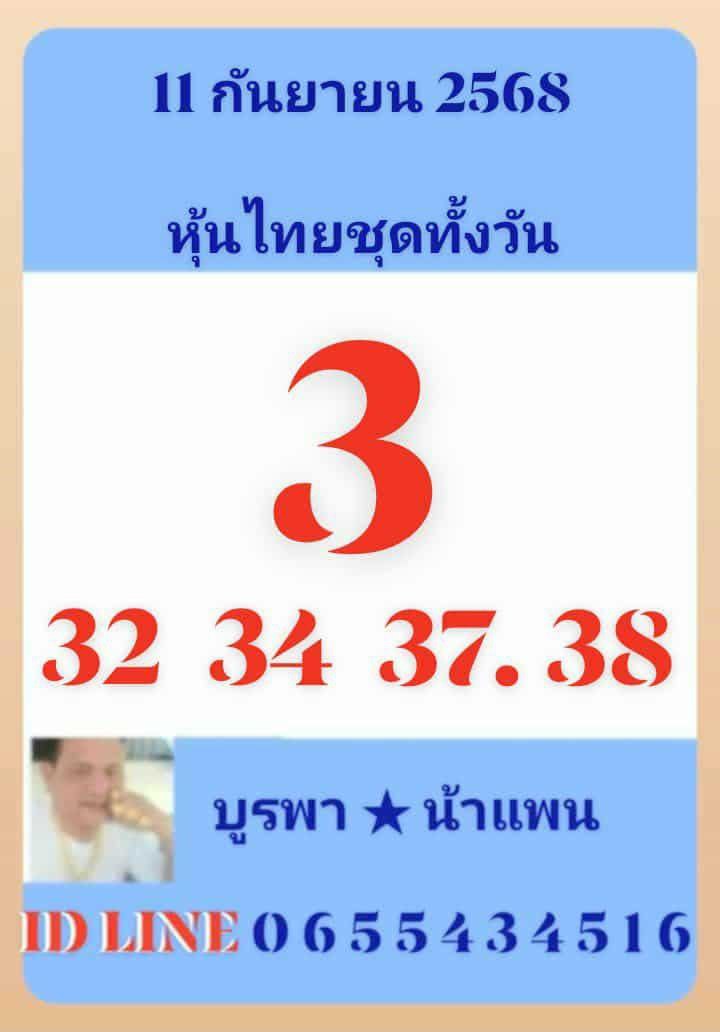 11 กันยายน 2568
หุ้นไทยชุดทั้งวัน
3
32 34 37. 38
บูรพา ★ น้าแพน
ID LINE 0655434516